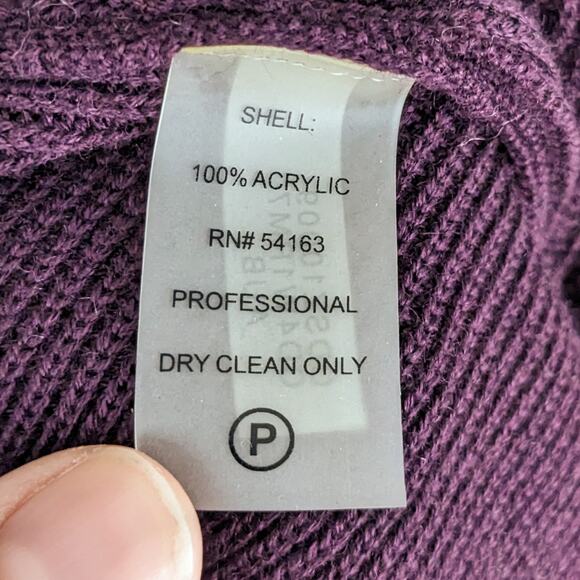 SHELL:
100% ACRYLIC
RN# 54163
PROFESSIONAL
DRY CLEAN ONLY
P